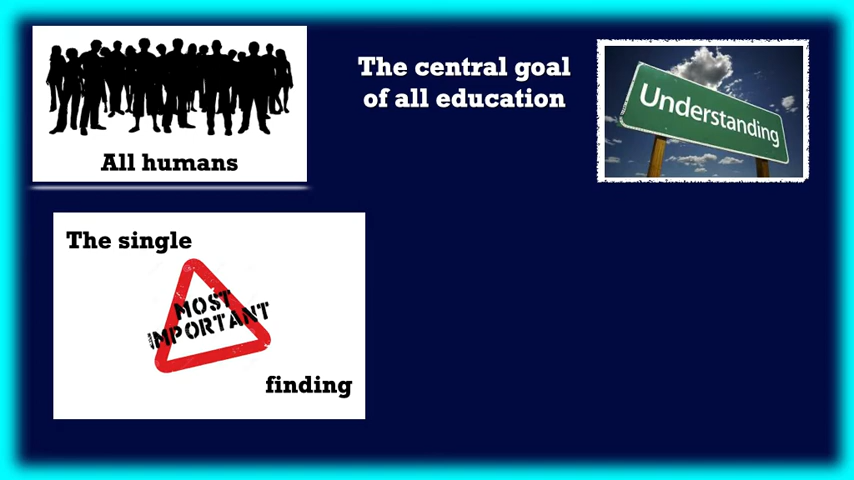 All humans
The central goal
of all education
Understanding
The single
MOST
IMPORTANT
finding